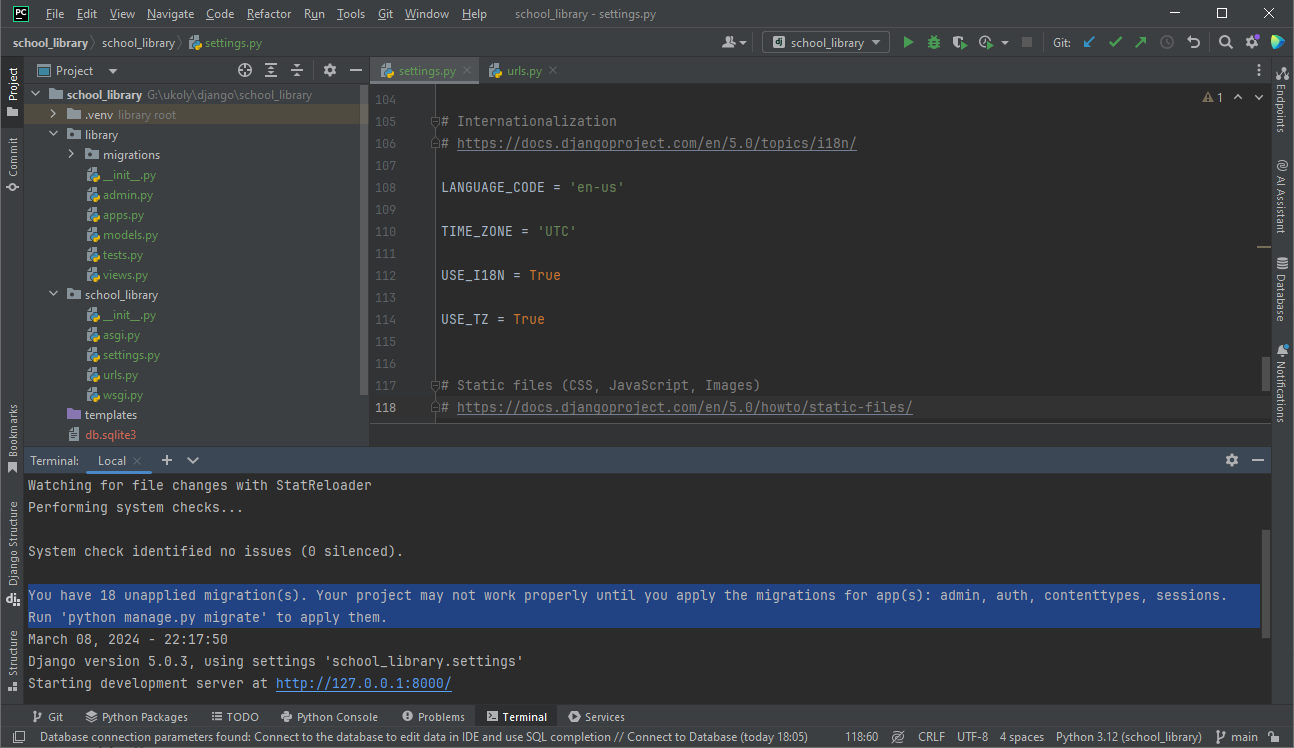 PC File Edit View Navigate Code Refactor Run Tools Git Window Help school_library - settings.py
school_library school_library settings.py dj school_library Git:
Project settings.py urls.py
school_library G:\ukoly\django\school_library
.venv library root
library
migrations
__init__.py
admin.py
apps.py
models.py
tests.py
views.py
school_library
__init__.py
asgi.py
settings.py
urls.py
wsgi.py
templates
db.sqlite3
Project
Commit
Bookmarks
Django Structure
dj
Structure
104
105 # Internationalization
106 # https://docs.djangoproject.com/en/5.0/topics/i18n/
107
108 LANGUAGE_CODE = 'en-us'
109
110 TIME_ZONE = 'UTC'
111
112 USE_I18N = True
113
114 USE_TZ = True
115
116
117 # Static files (CSS, JavaScript, Images)
118 # https://docs.djangoproject.com/en/5.0/howto/static-files/
1
Endpoints
AI Assistant
Database
Notifications
Terminal: Local
Watching for file changes with StatReloader
Performing system checks...
System check identified no issues (0 silenced).
You have 18 unapplied migration(s). Your project may not work properly until you apply the migrations for app(s): admin, auth, contenttypes, sessions.
Run 'python manage.py migrate' to apply them.
March 08, 2024 - 22:17:50
Django version 5.0.3, using settings 'school_library.settings'
Starting development server at http://127.0.0.1:8000/
Git Python Packages TODO Python Console Problems Terminal Services
Database connection parameters found: Connect to the database to edit data in IDE and use SQL completion // Connect to Database (today 18:05) 118:60 CRLF UTF-8 4 spaces Python 3.12 (school_library) main